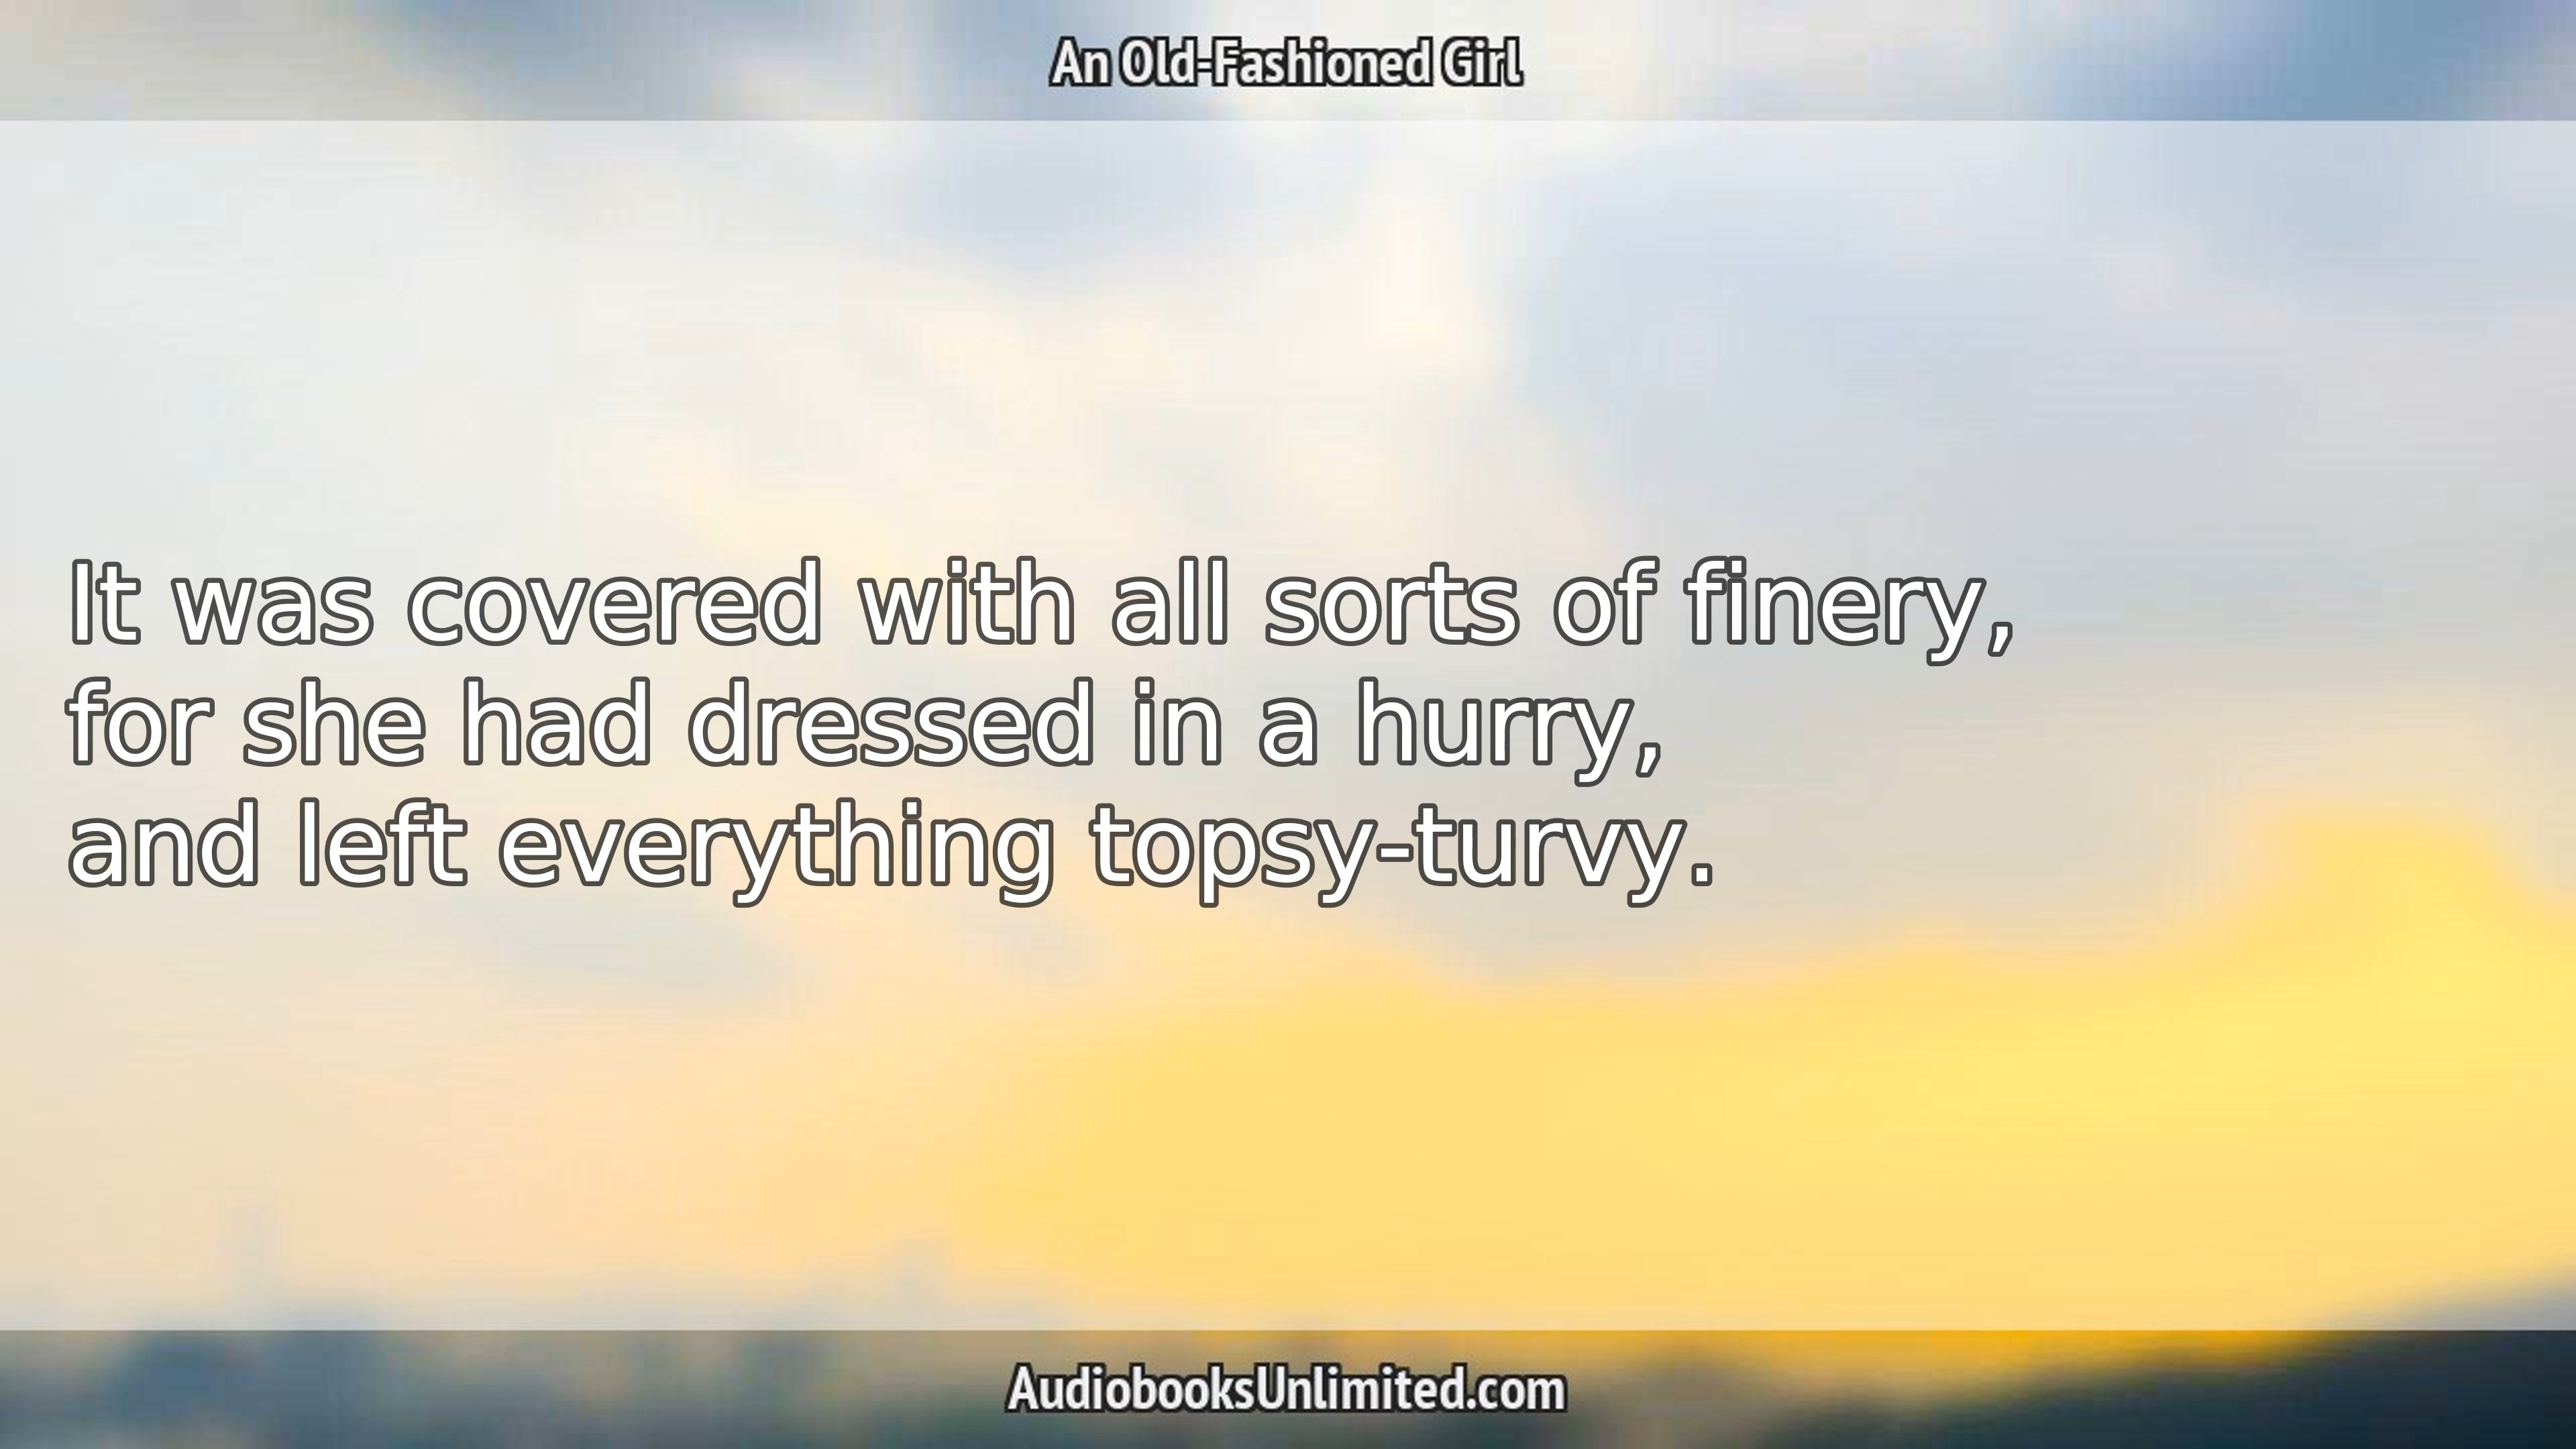 An Old-Fashioned Girl
It was covered with all sorts of finery,
for she had dressed in a hurry,
and left everything topsy-turvy.
AudiobooksUnlimited.com